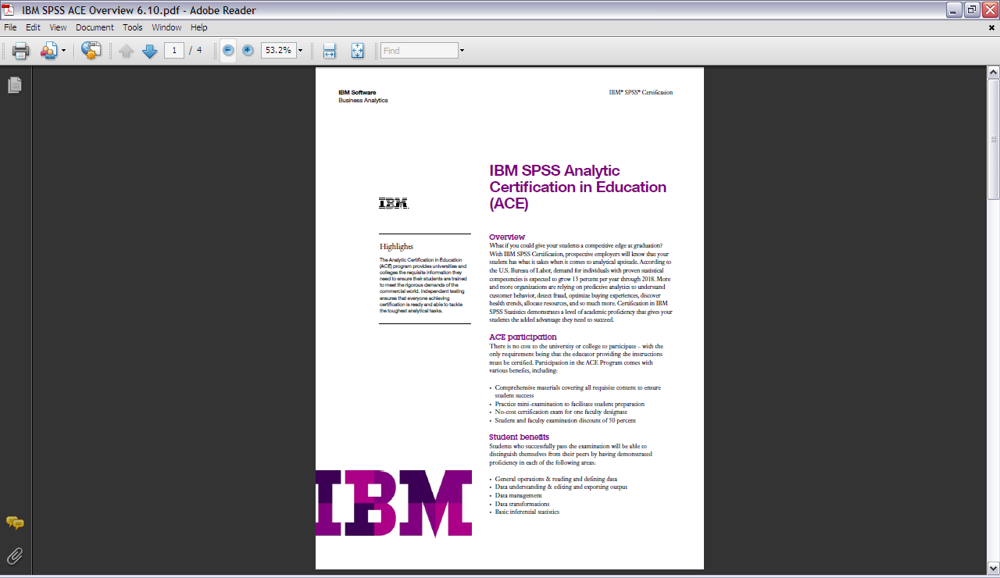 IBM SPSS ACE Overview 6.10.pdf - Adobe Reader
File Edit View Document Tools Window Help
1 / 4 53.2% Find
IBM Software
Business Analytics
IBM® SPSS® Certification
IBM SPSS Analytic
Certification in Education
(ACE)
IBM
Highlights
The Analytic Certification in Education
(ACE) program provides universities and
colleges the requisite information they
need to ensure their students are trained
to meet the rigorous demands of the
commercial world. Independent testing
ensures that everyone achieving
certification is ready and able to tackle
the toughest analytical tasks.
Overview
What if you could give your students a competitive edge at graduation?
With IBM SPSS Certification, prospective employers will know that your
student has what it takes when it comes to analytical aptitude. According to
the U.S. Bureau of Labor, demand for individuals with proven statistical
competencies is expected to grow 13 percent per year through 2018. More
and more organizations are relying on predictive analytics to understand
customer behavior, detect fraud, optimize buying experiences, discover
health trends, allocate resources, and so much more. Certification in IBM
SPSS Statistics demonstrates a level of academic proficiency that gives your
students the added advantage they need to succeed.
ACE participation
There is no cost to the university or college to participate – with the
only requirement being that the educator providing the instructions
must be certified. Participation in the ACE Program comes with
various benefits, including:
• Comprehensive materials covering all requisite content to ensure
student success
• Practice mini-examination to facilitate student preparation
• No-cost certification exam for one faculty designate
• Student and faculty examination discount of 50 percent
Student benefits
Students who successfully pass the examination will be able to
distinguish themselves from their peers by having demonstrated
proficiency in each of the following areas:
• General operations & reading and defining data
• Data understanding & editing and exporting output
• Data management
• Data transformations
• Basic inferential statistics
IBM